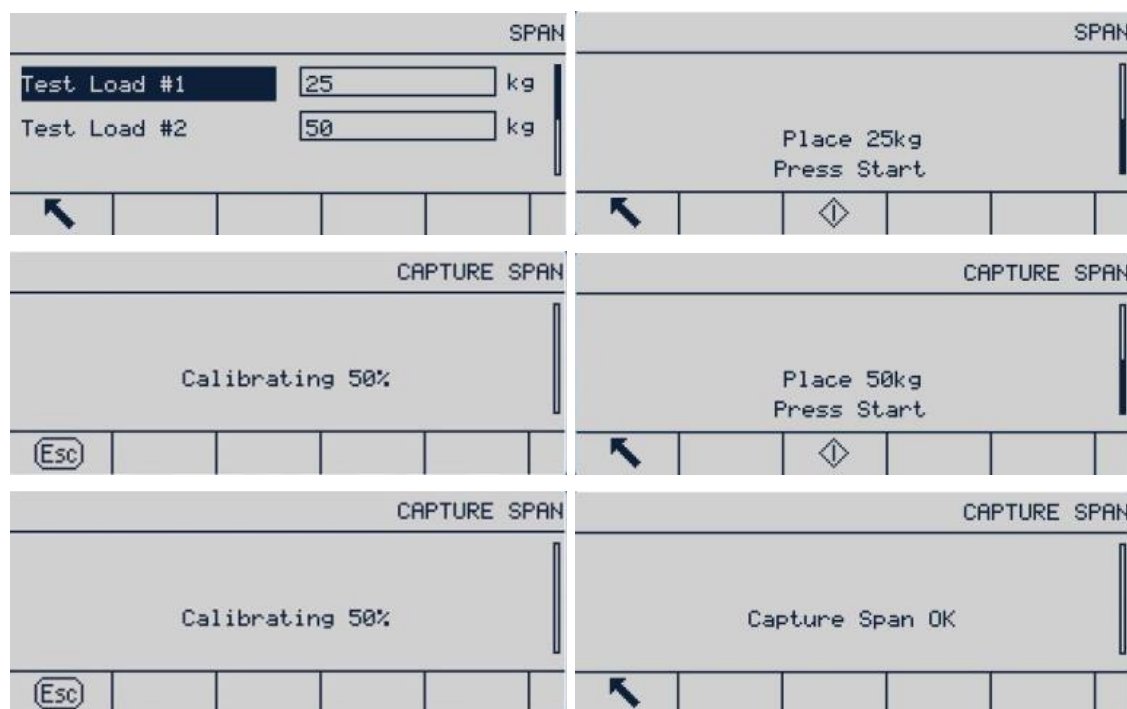 SPAN
Test Load #1 25 kg
Test Load #2 50 kg
SPAN
Place 25kg
Press Start
CAPTURE SPAN
Calibrating 50%
Esc
CAPTURE SPAN
Place 50kg
Press Start
CAPTURE SPAN
Calibrating 50%
Esc
CAPTURE SPAN
Capture Span OK